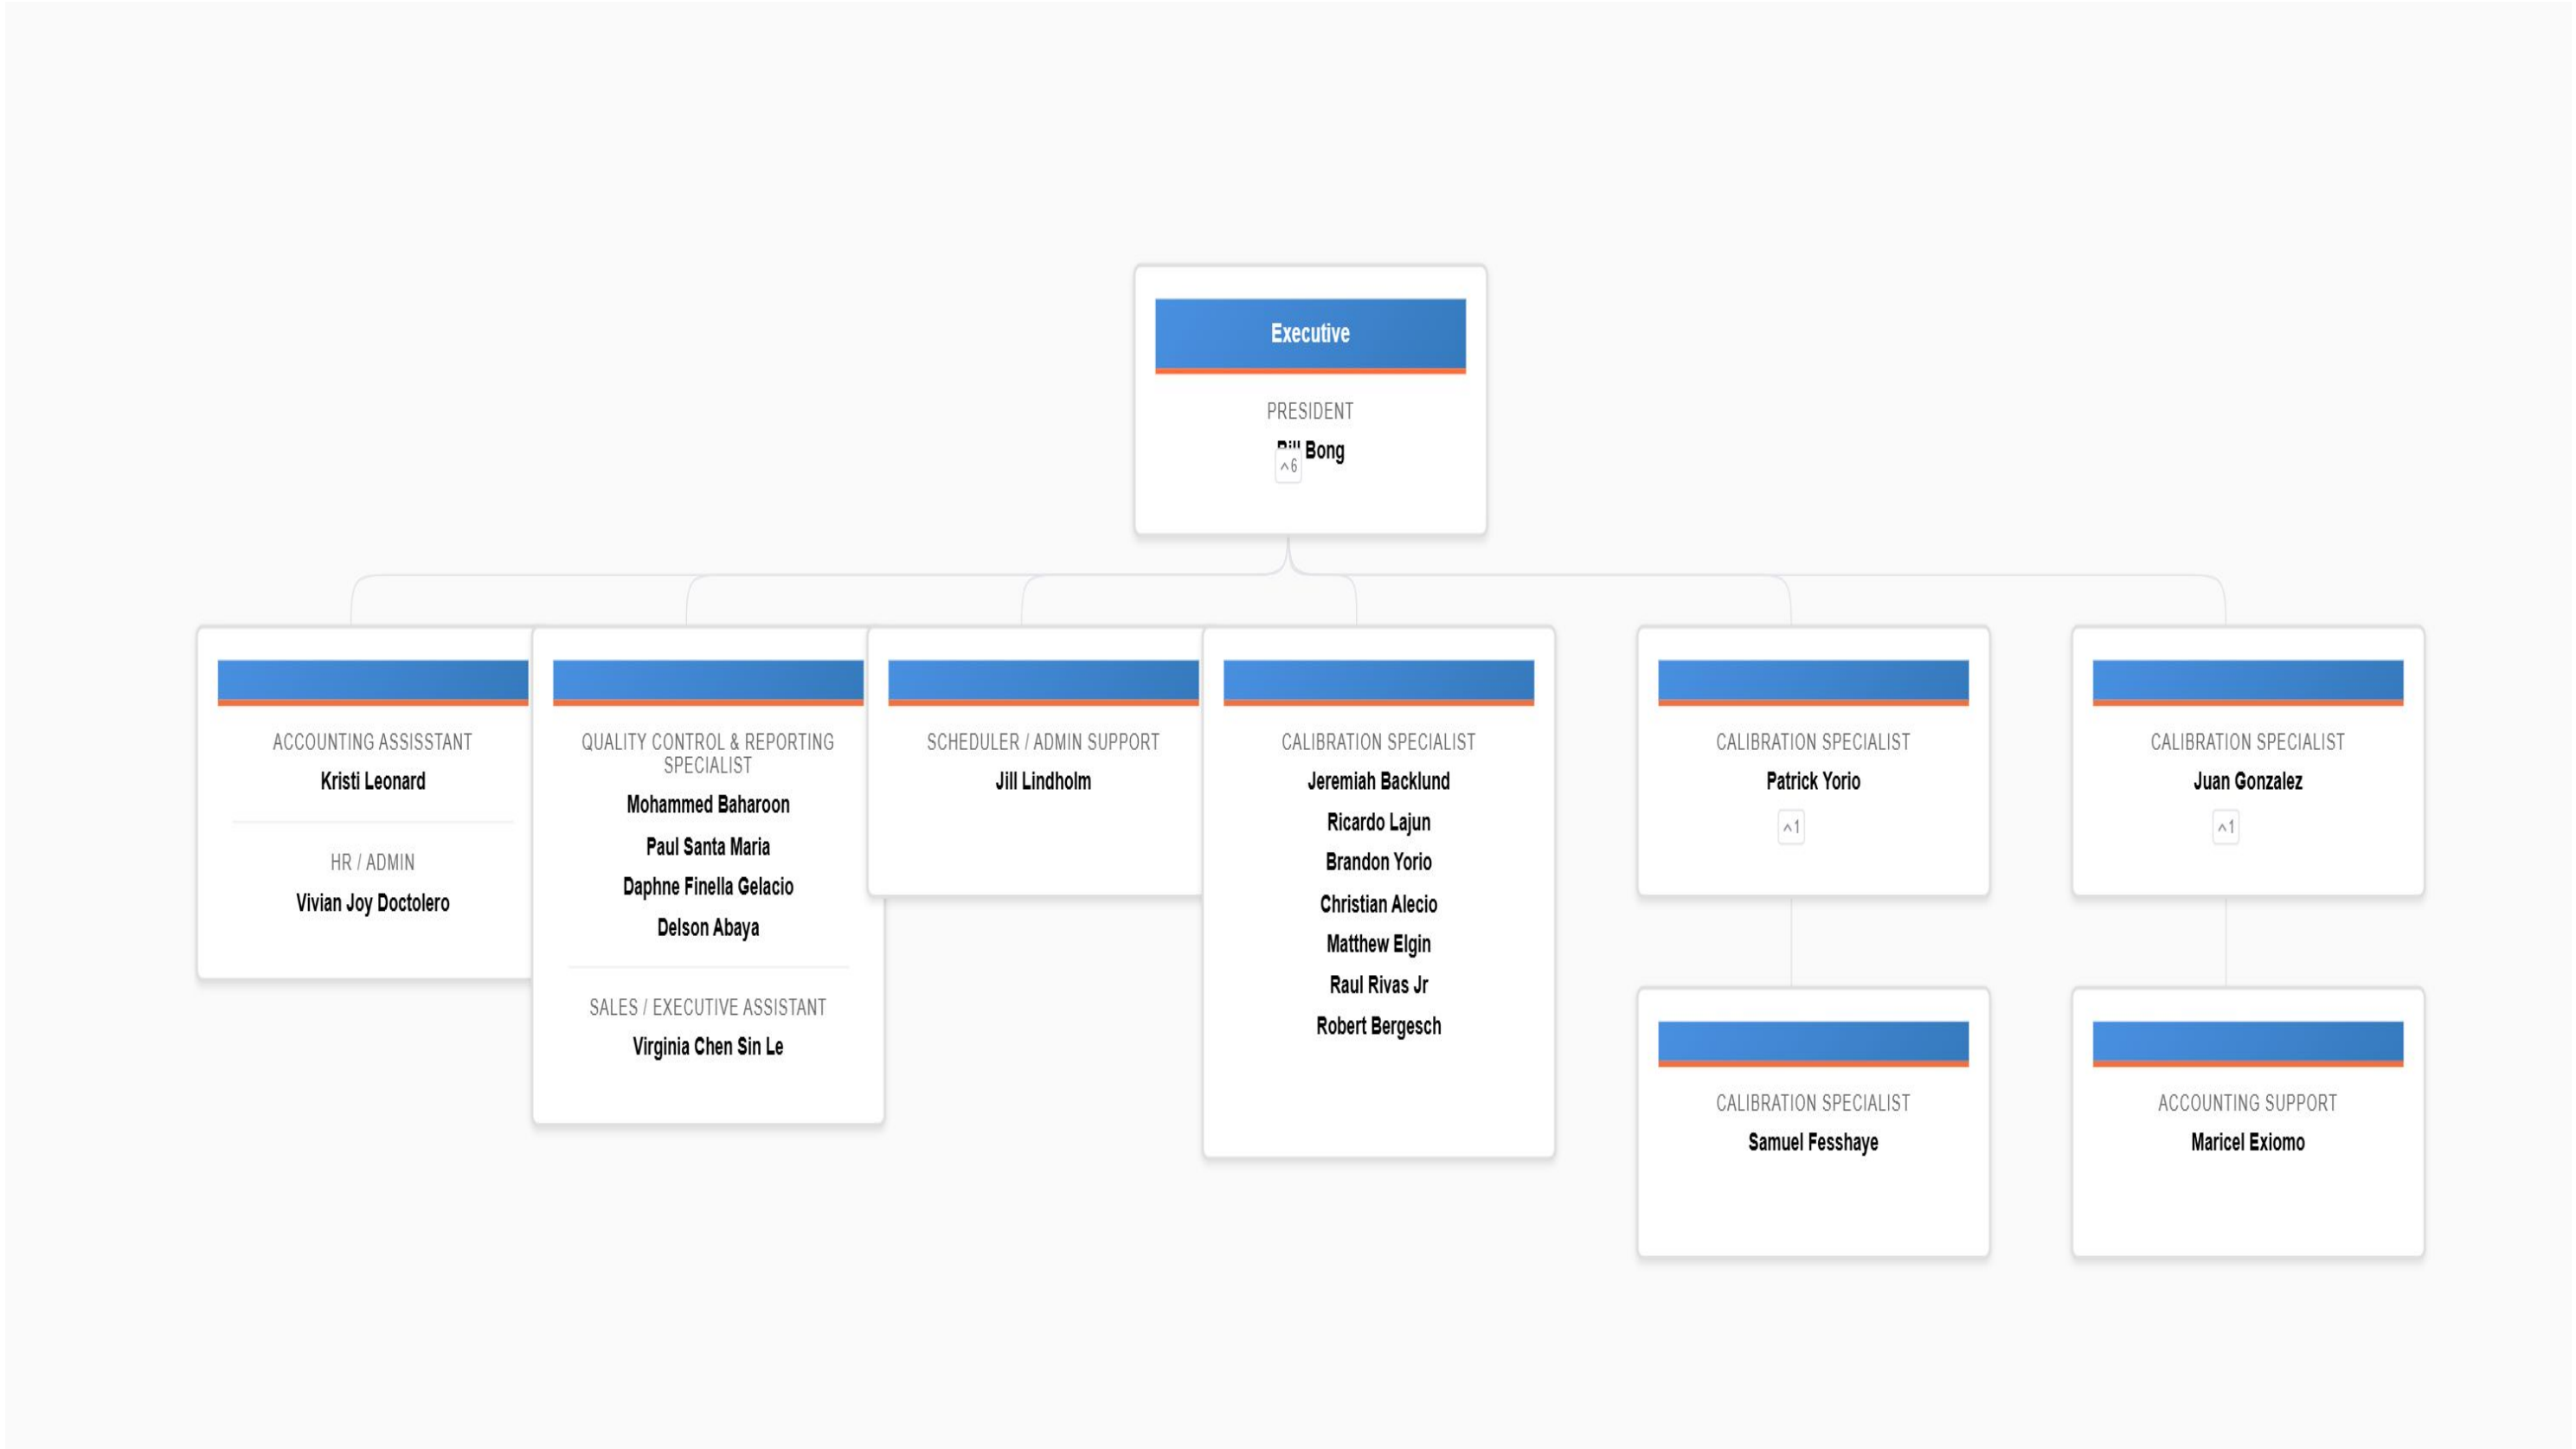 Executive
PRESIDENT
Bong
^6
ACCOUNTING ASSISSTANT
Kristi Leonard
HR / ADMIN
Vivian Joy Doctolero
QUALITY CONTROL & REPORTING
SPECIALIST
Mohammed Baharoon
Paul Santa Maria
Daphne Finella Gelacio
Delson Abaya
SALES / EXECUTIVE ASSISTANT
Virginia Chen Sin Le
SCHEDULER / ADMIN SUPPORT
Jill Lindholm
CALIBRATION SPECIALIST
Jeremiah Backlund
Ricardo Lajun
Brandon Yorio
Christian Alecio
Matthew Elgin
Raul Rivas Jr
Robert Bergesch
CALIBRATION SPECIALIST
Patrick Yorio
^1
CALIBRATION SPECIALIST
Samuel Fesshaye
CALIBRATION SPECIALIST
Juan Gonzalez
^1
ACCOUNTING SUPPORT
Maricel Exiomo